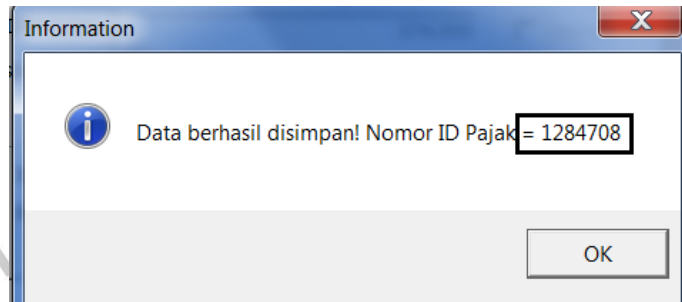 Information
Data berhasil disimpan! Nomor ID Pajak = 1284708
OK